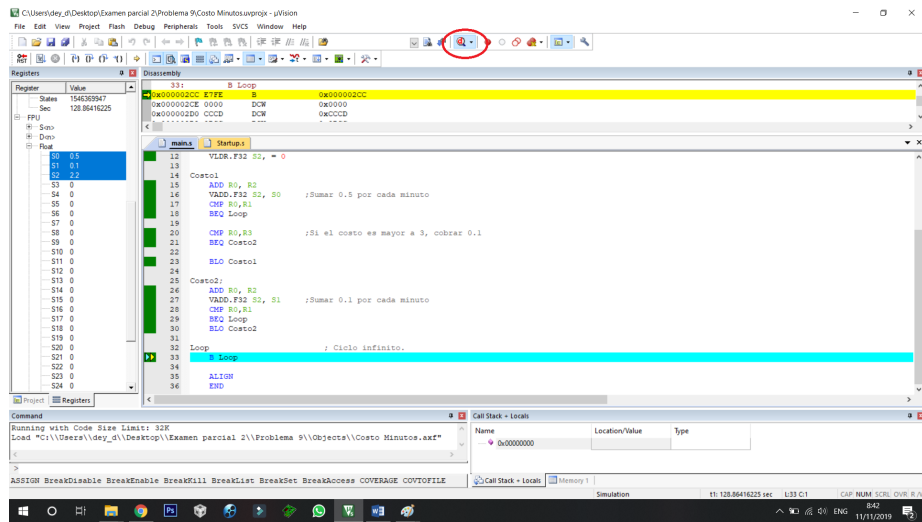 C:\Users\dey_d\Desktop\Examen parcial 2\Problema 9\Costo Minutos.uvprojx - µVision
File Edit View Project Flash Debug Peripherals Tools SVCS Window Help
Registers
Register Value
States 1546369947
Sec 128.86416225
FPU
S<n>
D<n>
Float
S0 0.5
S1 0.1
S2 2.2
S3 0
S4 0
S5 0
S6 0
S7 0
S8 0
S9 0
S10 0
S11 0
S12 0
S13 0
S14 0
S15 0
S16 0
S17 0
S18 0
S19 0
S20 0
S21 0
S22 0
S23 0
S24 0
Project Registers
Disassembly
33: B Loop
0x000002CC E7FE B 0x000002CC
0x000002CE 0000 DCW 0x0000
0x000002D0 CCCD DCW 0xCCCD
main.s Startup.s
12 VLDR.F32 S2, = 0
13
14 Costo1
15 ADD R0, R2
16 VADD.F32 S2, S0 ;Sumar 0.5 por cada minuto
17 CMP R0,R1
18 BEQ Loop
19
20 CMP R0,R3 ;Si el costo es mayor a 3, cobrar 0.1
21 BEQ Costo2
22
23 BLO Costo1
24
25 Costo2;
26 ADD R0, R2
27 VADD.F32 S2, S1 ;Sumar 0.1 por cada minuto
28 CMP R0,R1
29 BEQ Loop
30 BLO Costo2
31
32 Loop ; Ciclo infinito.
33 B Loop
34
35 ALIGN
36 END
Command
Running with Code Size Limit: 32K
Load "C:\\Users\\dey_d\\Desktop\\Examen parcial 2\\Problema 9\\Objects\\Costo Minutos.axf"
>
ASSIGN BreakDisable BreakEnable BreakKill BreakList BreakSet BreakAccess COVERAGE COVTOFILE
Call Stack + Locals
Name Location/Value Type
0x00000000
Call Stack + Locals Memory 1
Simulation t1: 128.86416225 sec L:33 C:1 CAP NUM SCRL OVR R
ENG 8:42
11/11/2019